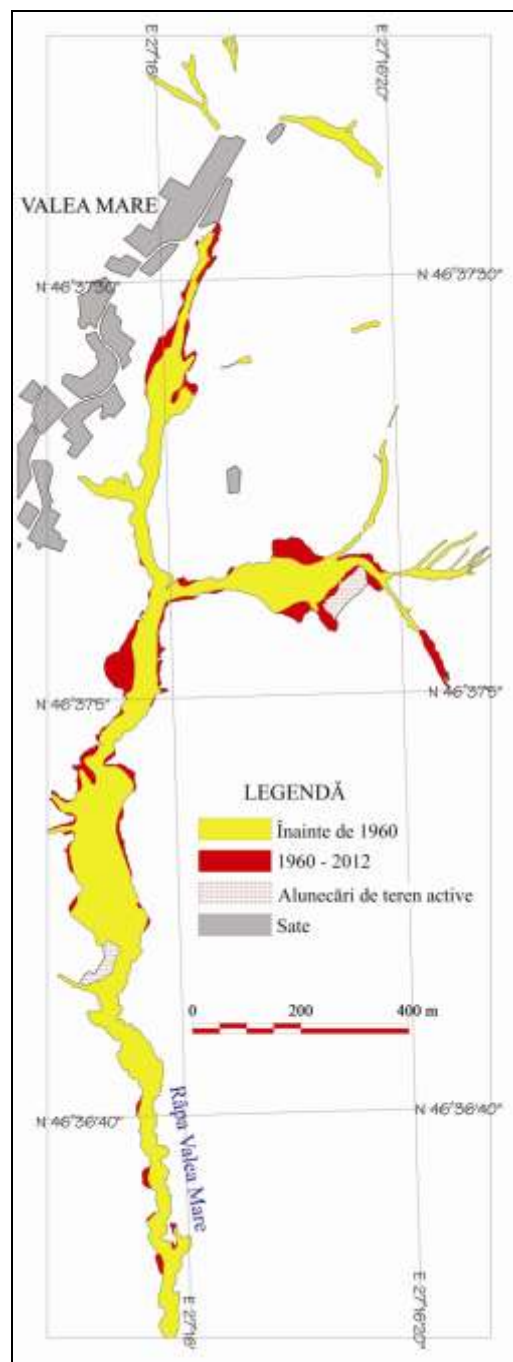 E 27°16'
E 27°16'20"
VALEA MARE
N 46°37'30"
N 46°37'30"
N 46°37'5"
N 46°37'5"
LEGENDĂ
Înainte de 1960
1960 - 2012
Alunecări de teren active
Sate
0 200 400 m
N 46°36'40"
N 46°36'40"
Râpa Valea Mare
E 27°16'
E 27°16'20"